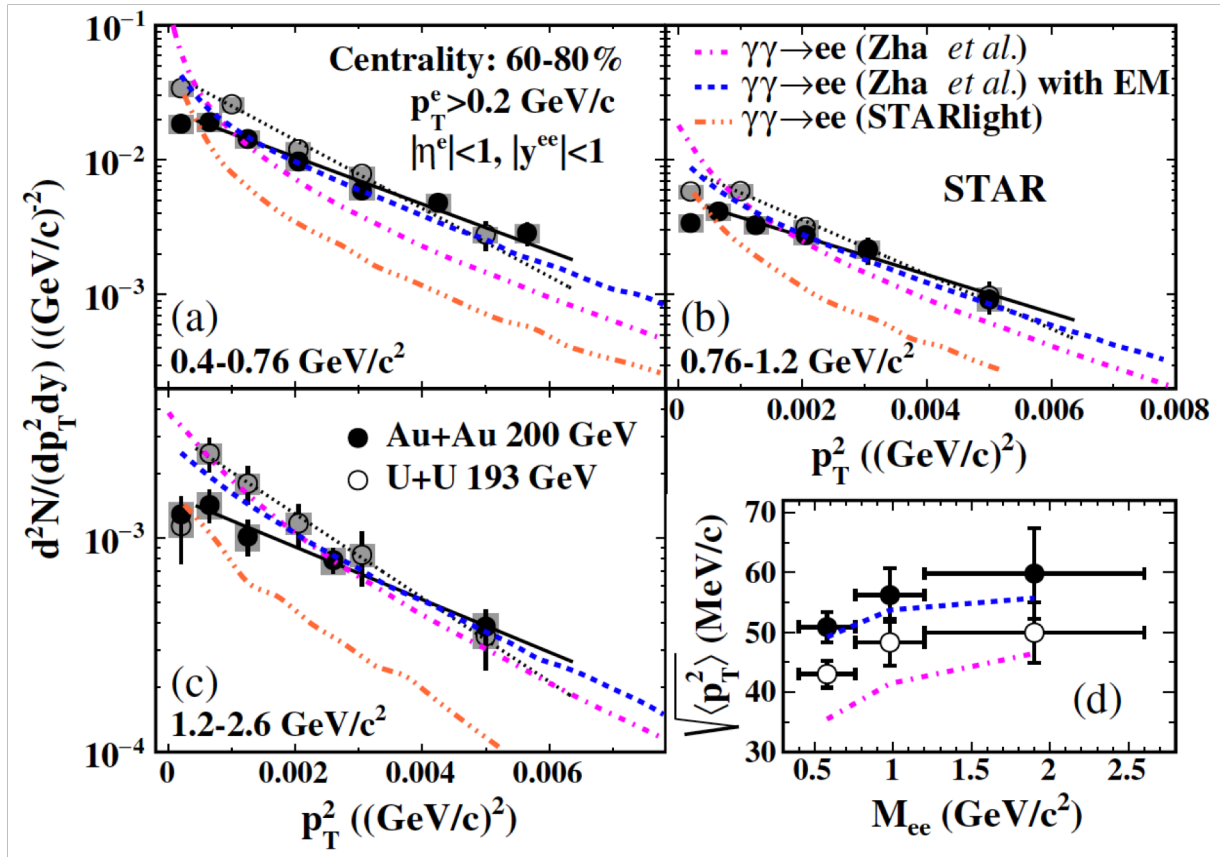 10^{-1}
10^{-2}
10^{-3}
Centrality: 60-80%
p_T^e>0.2 GeV/c
|η^e|<1, |y^{ee}|<1
(a)
0.4-0.76 GeV/c^2
γγ→ee (Zha et al.)
γγ→ee (Zha et al.) with EM
γγ→ee (STARlight)
STAR
(b)
0.76-1.2 GeV/c^2
0 0.002 0.004 0.006 0.008
p_T^2 ((GeV/c)^2)
d^2N/(dp_T^2dy) ((GeV/c)^{-2})
10^{-3}
10^{-4}
Au+Au 200 GeV
U+U 193 GeV
(c)
1.2-2.6 GeV/c^2
0 0.002 0.004 0.006
p_T^2 ((GeV/c)^2)
√⟨p_T^2⟩ (MeV/c)
70
60
50
40
30
(d)
0.5 1 1.5 2 2.5
M_{ee} (GeV/c^2)